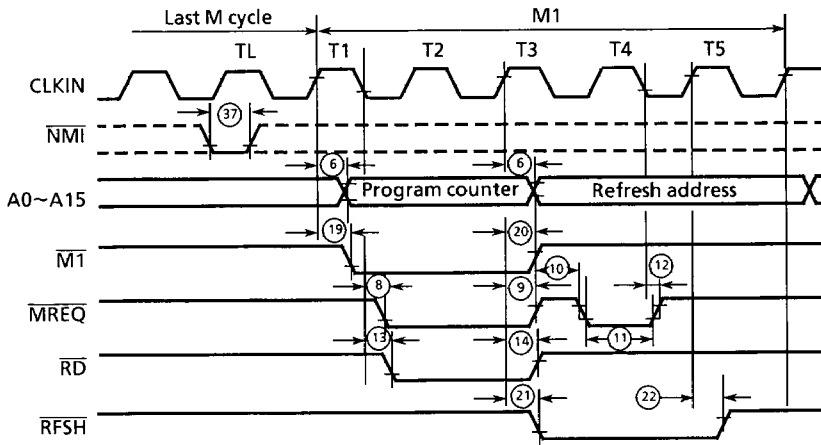 Last M cycle M1
TL T1 T2 T3 T4 T5
CLKIN
37
NMI
6 6
A0~A15 Program counter Refresh address
19 20
M1
10 12
8 9
MREQ
13 14 11
RD
21 22
RFSH